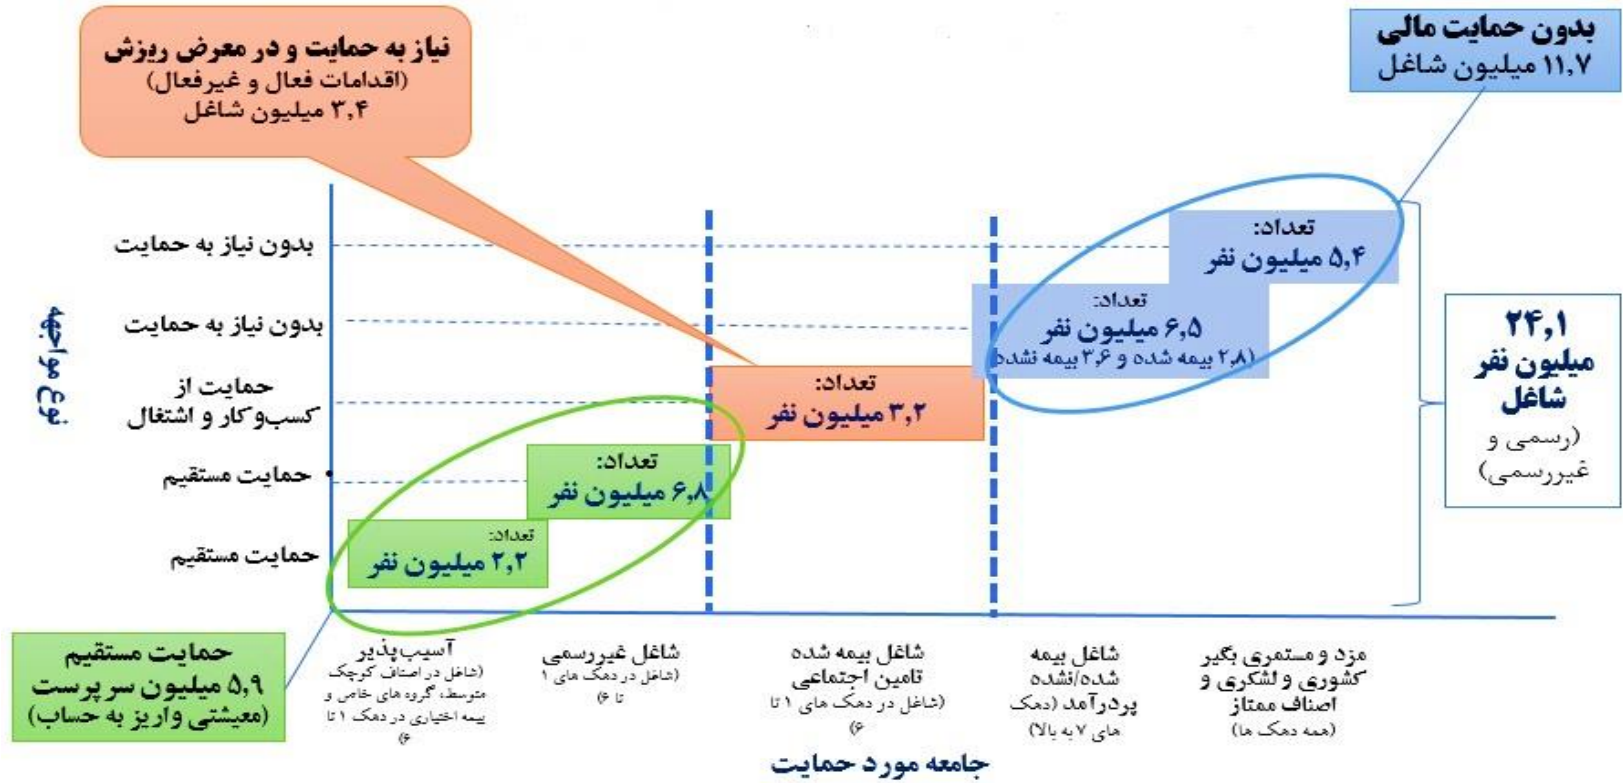 نیاز به حمایت و در معرض ریزش
(اقدامات فعال و غیرفعال)
۳,۴ میلیون شاغل
بدون حمایت مالی
۱۱,۷ میلیون شاغل
نوع مواجهه
بدون نیاز به حمایت
بدون نیاز به حمایت
حمایت از
کسب‌وکار و اشتغال
حمایت مستقیم
حمایت مستقیم
تعداد:
۵,۴ میلیون نفر
تعداد:
۶,۵ میلیون نفر
(۲,۸ بیمه شده و ۳,۶ بیمه نشده
تعداد:
۳,۲ میلیون نفر
تعداد:
۶,۸ میلیون نفر
تعداد:
۲,۲ میلیون نفر
۲۴,۱
میلیون نفر
شاغل
(رسمی و
غیررسمی)
حمایت مستقیم
۵,۹ میلیون سرپرست
(معیشتی واریز به حساب)
آسیب‌پذیر
(شاغل در اصناف کوچک
متوسط، گروه های خاص و
بیمه اختیاری در دهک ۱ تا
۶)
شاغل غیررسمی
(شاغل در دهک های ۱
تا ۶)
شاغل بیمه شده
تامین اجتماعی
(شاغل در دهک های ۱ تا
۶)
شاغل بیمه
شده/نشده
پردرآمد (دهک
های ۷ به بالا)
مزد و مستمری بگیر
کشوری و لشکری و
اصناف ممتاز
(همه دهک ها)
جامعه مورد حمایت